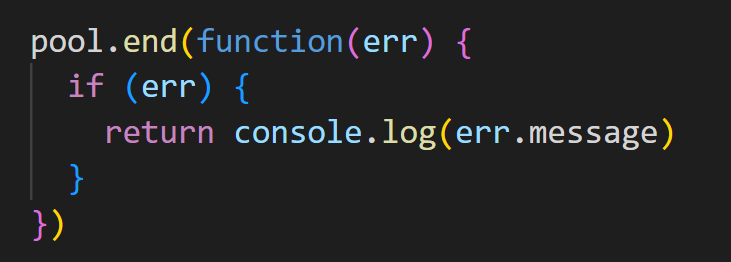 pool.end(function(err) {
  if (err) {
    return console.log(err.message)
  }
})